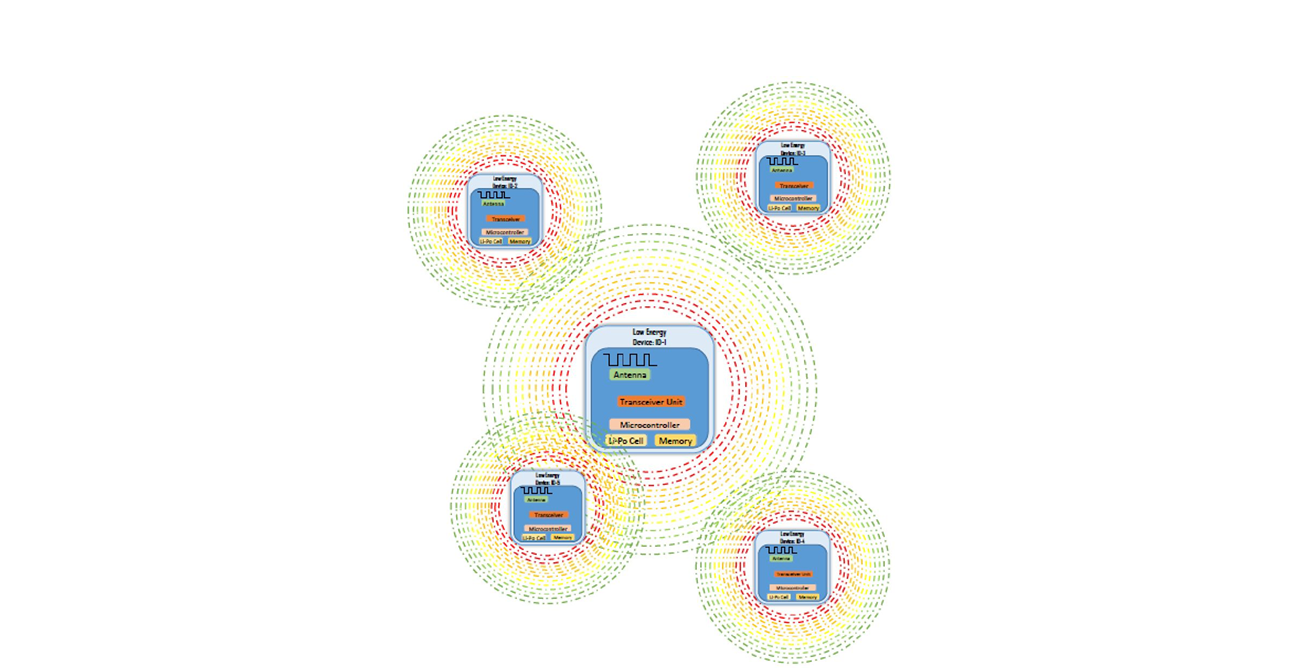 Low Energy
Device: ID-2
Antenna
Transceiver
Microcontroller
Li-Po Cell Memory
Low Energy
Device: ID-3
Antenna
Transceiver
Microcontroller
Li-Po Cell Memory
Low Energy
Device: ID-1
Antenna
Transceiver Unit
Microcontroller
Li-Po Cell Memory
Low Energy
Device: ID-5
Antenna
Transceiver
Microcontroller
Li-Po Cell Memory
Low Energy
Device: ID-4
Antenna
Transceiver Unit
Microcontroller
Li-Po Cell Memory